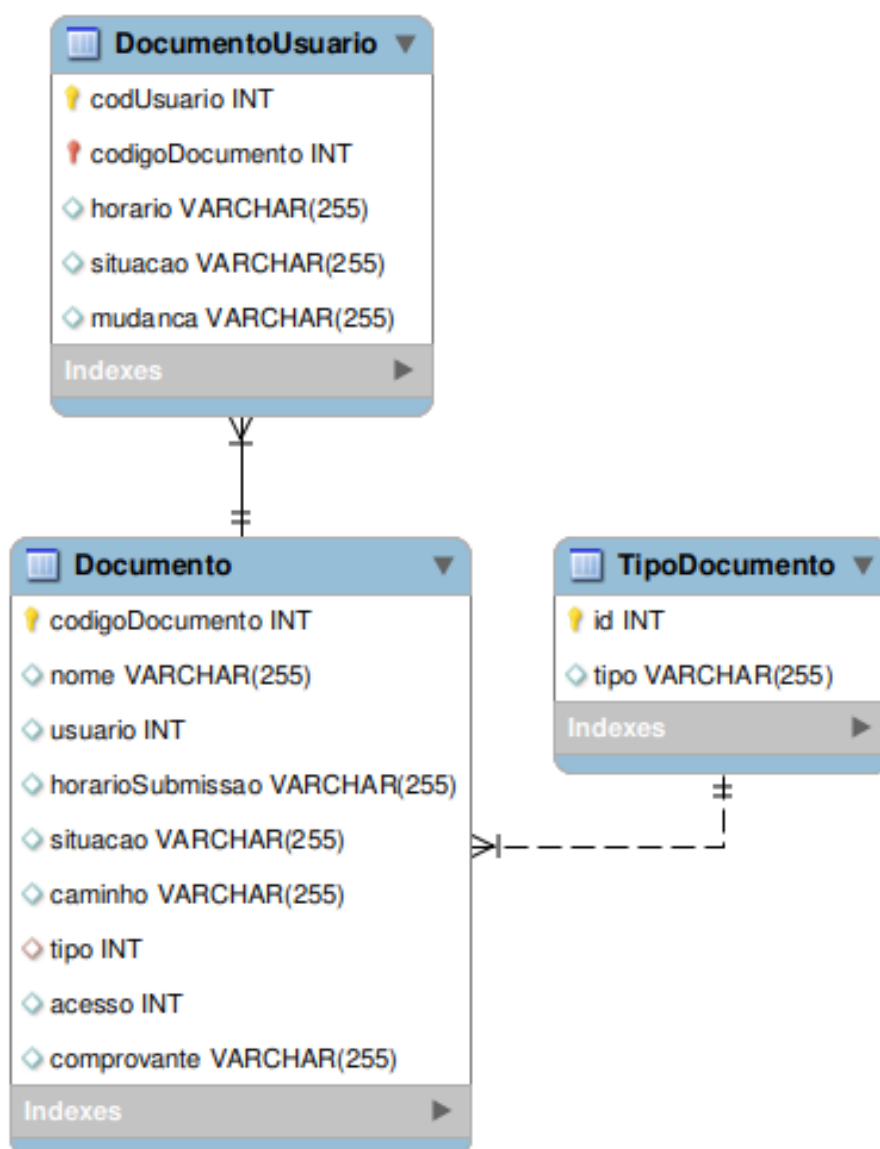 DocumentoUsuario
codUsuario INT
codigoDocumento INT
horario VARCHAR(255)
situacao VARCHAR(255)
mudanca VARCHAR(255)
Indexes
Documento
codigoDocumento INT
nome VARCHAR(255)
usuario INT
horarioSubmissao VARCHAR(255)
situacao VARCHAR(255)
caminho VARCHAR(255)
tipo INT
acesso INT
comprovante VARCHAR(255)
Indexes
TipoDocumento
id INT
tipo VARCHAR(255)
Indexes